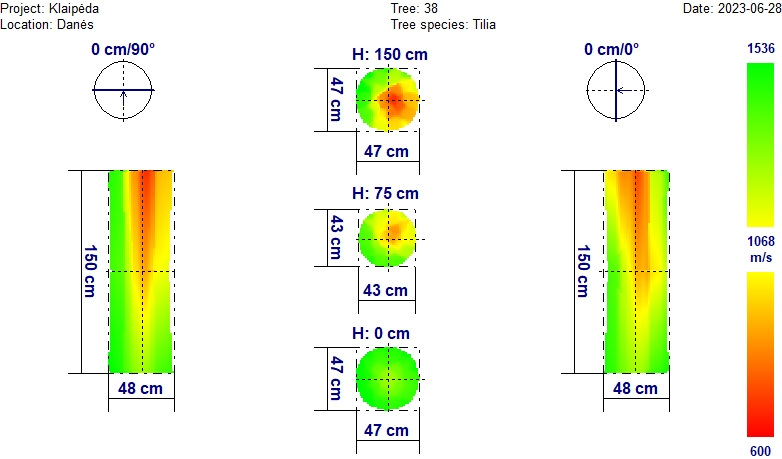 Project: Klaipėda
Tree: 38
Date: 2023-06-28
Location: Danės
Tree species: Tilia
0 cm/90°
H: 150 cm
0 cm/0°
1536
47 cm
47 cm
H: 75 cm
43 cm
150 cm
150 cm
1068
m/s
43 cm
H: 0 cm
47 cm
48 cm
48 cm
47 cm
600